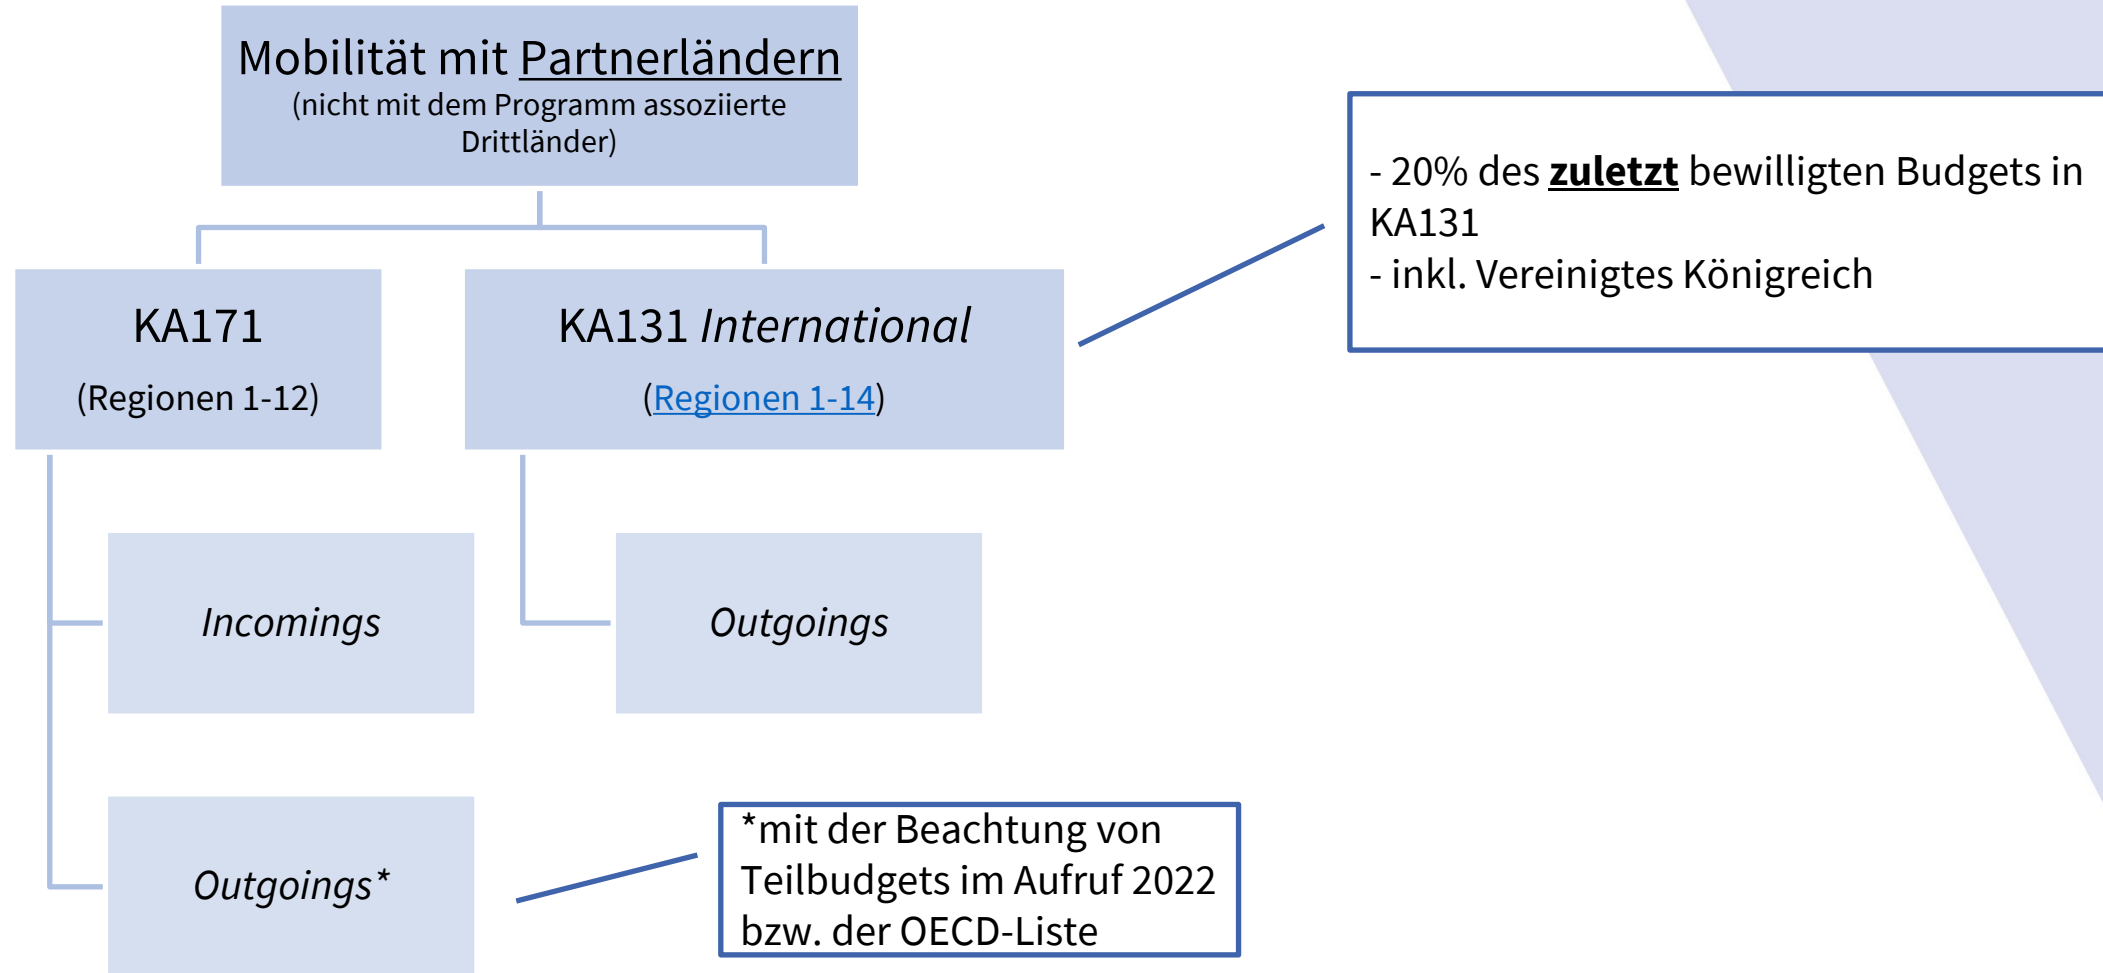 Mobilität mit Partnerländern
(nicht mit dem Programm assoziierte
Drittländer)
- 20% des zuletzt bewilligten Budgets in
KA131
- inkl. Vereinigtes Königreich
KA171
(Regionen 1-12)
KA131 International
(Regionen 1-14)
Incomings
Outgoings
Outgoings*
*mit der Beachtung von
Teilbudgets im Aufruf 2022
bzw. der OECD-Liste